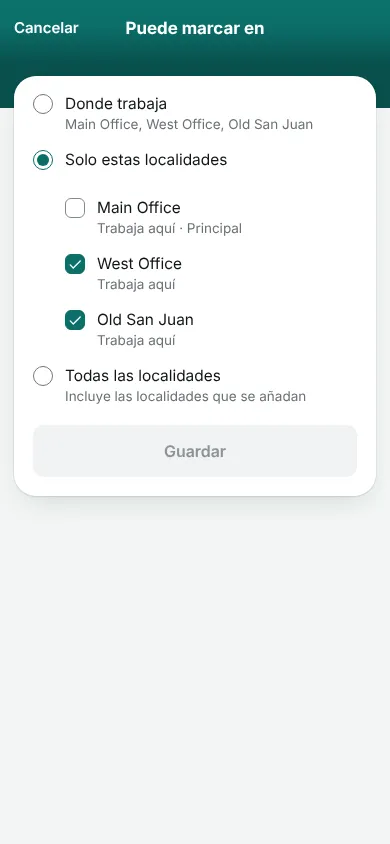 Cancelar
Puede marcar en
Donde trabaja
Main Office, West Office, Old San Juan
Solo estas localidades
Main Office
Trabaja aquí · Principal
West Office
Trabaja aquí
Old San Juan
Trabaja aquí
Todas las localidades
Incluye las localidades que se añadan
Guardar